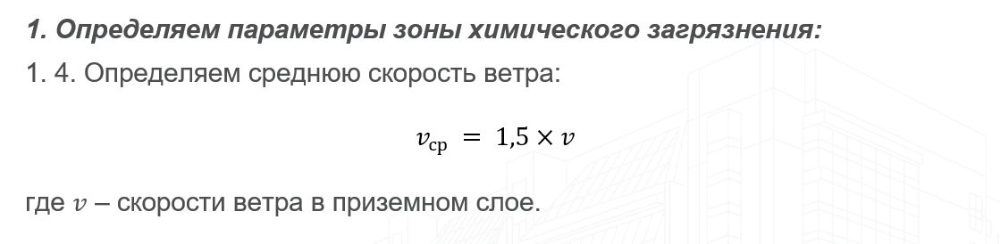 1. Определяем параметры зоны химического загрязнения:
1. 4. Определяем среднюю скорость ветра:
𝑣ср = 1,5 × 𝑣
где 𝑣 – скорости ветра в приземном слое.